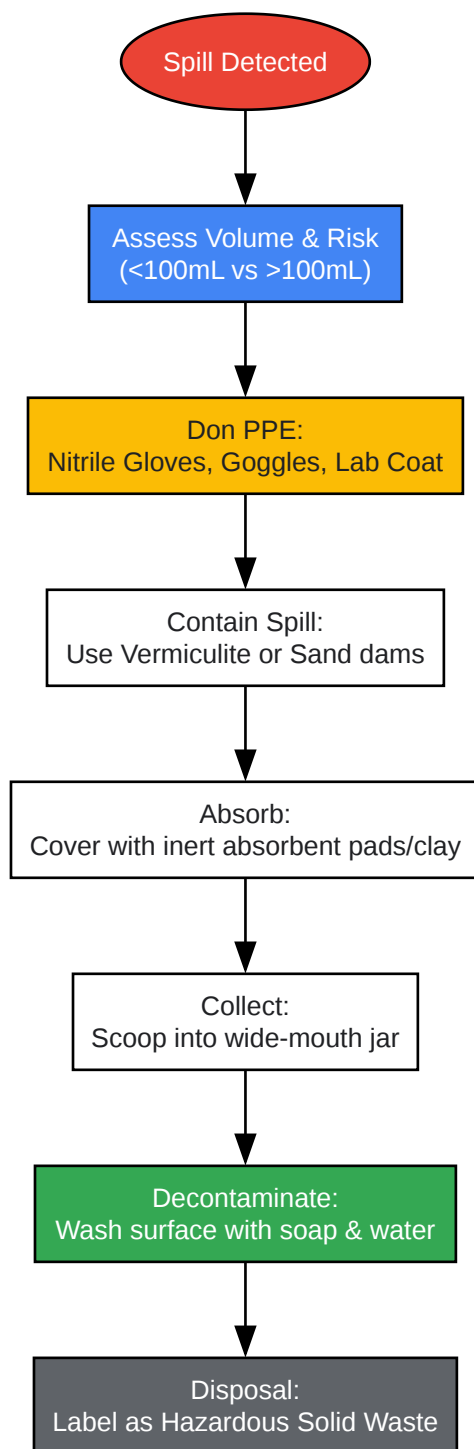 Spill Detected
Assess Volume & Risk
(<100mL vs >100mL)
Don PPE:
Nitrile Gloves, Goggles, Lab Coat
Contain Spill:
Use Vermiculite or Sand dams
Absorb:
Cover with inert absorbent pads/clay
Collect:
Scoop into wide-mouth jar
Decontaminate:
Wash surface with soap & water
Disposal:
Label as Hazardous Solid Waste